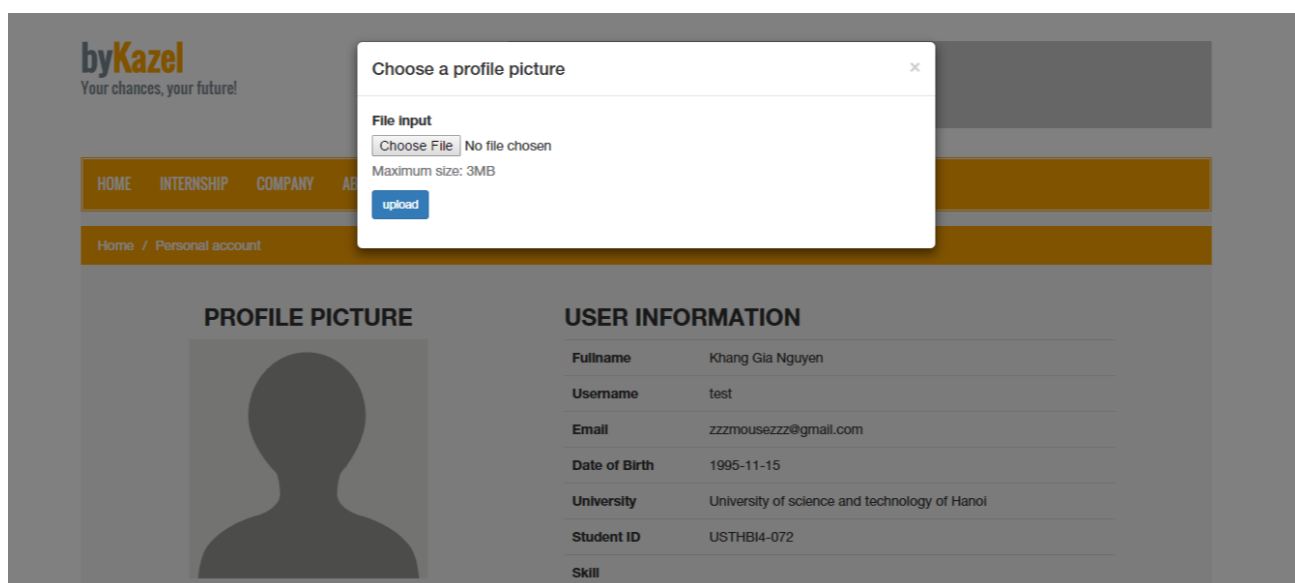 byKazel
Your chances, your future!
Choose a profile picture ×
File input
Choose File No file chosen
Maximum size: 3MB
upload
HOME INTERNSHIP COMPANY
Home / Personal account
PROFILE PICTURE
USER INFORMATION
Fullname Khang Gia Nguyen
Username test
Email zzzmousezzz@gmail.com
Date of Birth 1995-11-15
University University of science and technology of Hanoi
Student ID USTHBI4-072
Skill